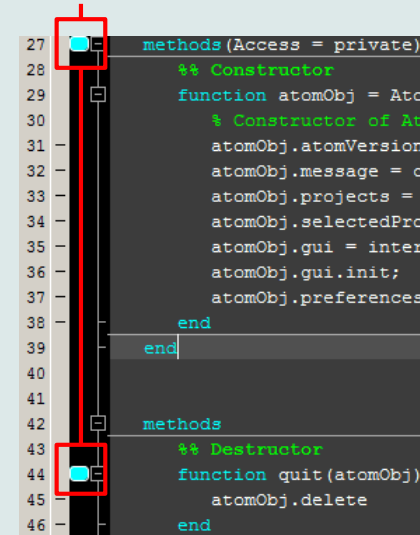 27 methods(Access = private)
28 %% Constructor
29 function atomObj = Ato
30 % Constructor of At
31 - atomObj.atomVersion
32 - atomObj.message =
33 - atomObj.projects =
34 - atomObj.selectedPro
35 - atomObj.gui = inter
36 - atomObj.gui.init;
37 - atomObj.preferences
38 - end
39 end
40
41
42 methods
43 %% Destructor
44 function quit(atomObj)
45 - atomObj.delete
46 - end